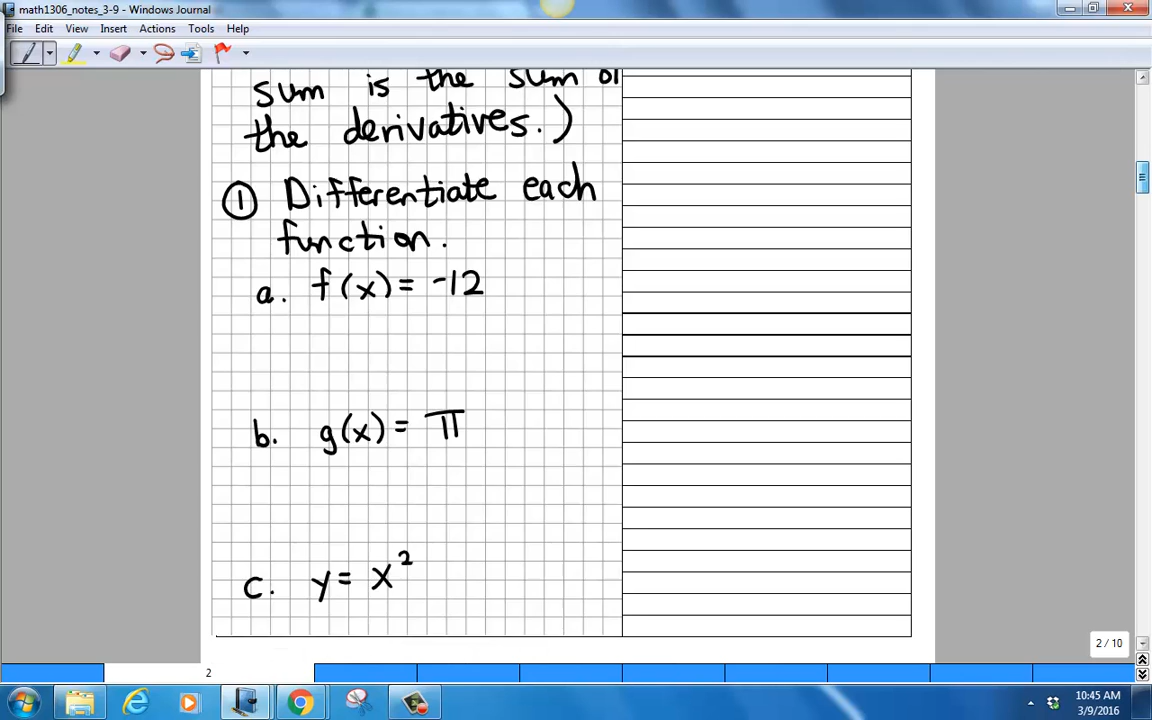 math1306_notes_3-9 - Windows Journal
File Edit View Insert Actions Tools Help
sum is the sum of
the derivatives.)
① Differentiate each
function.
a. f(x) = -12
b. g(x) = π
c. y = x²
2 / 10
2
10:45 AM
3/9/2016